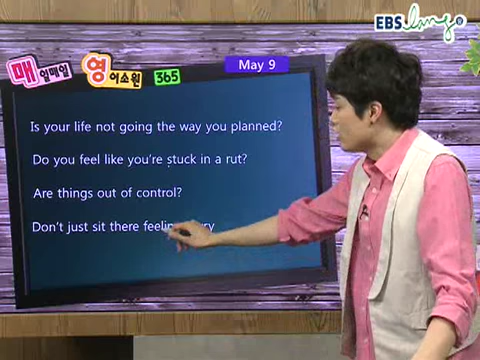 EBS lang
매일매일 영어소원 365
May 9
Is your life not going the way you planned?
Do you feel like you're stuck in a rut?
Are things out of control?
Don't just sit there feeling